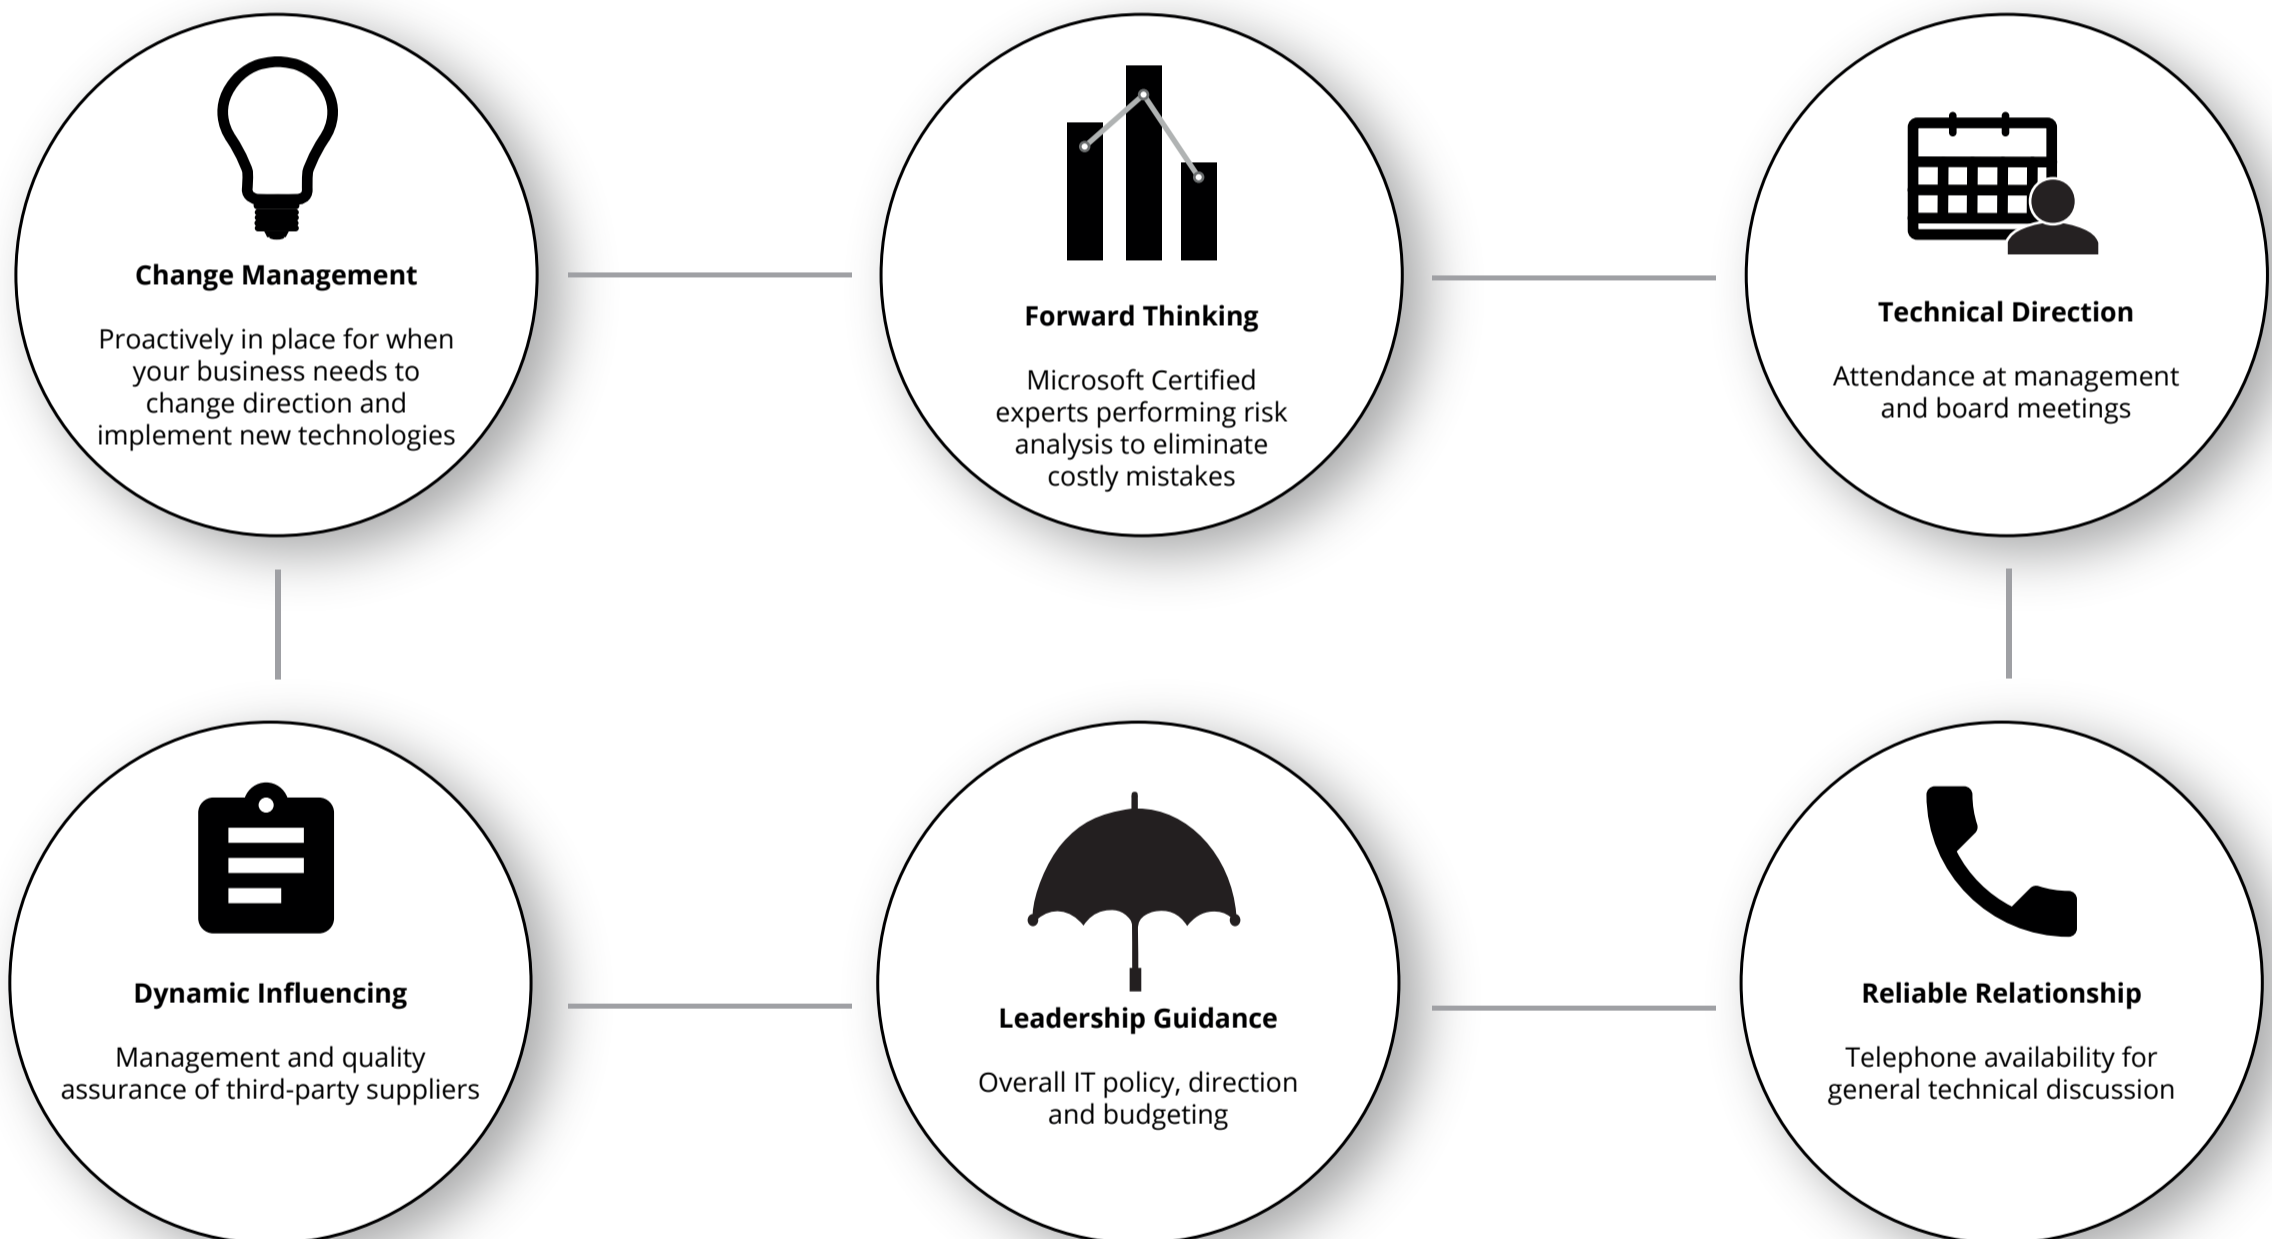 Change Management
Proactively in place for when
your business needs to
change direction and
implement new technologies
Forward Thinking
Microsoft Certified
experts performing risk
analysis to eliminate
costly mistakes
Technical Direction
Attendance at management
and board meetings
Dynamic Influencing
Management and quality
assurance of third-party suppliers
Leadership Guidance
Overall IT policy, direction
and budgeting
Reliable Relationship
Telephone availability for
general technical discussion